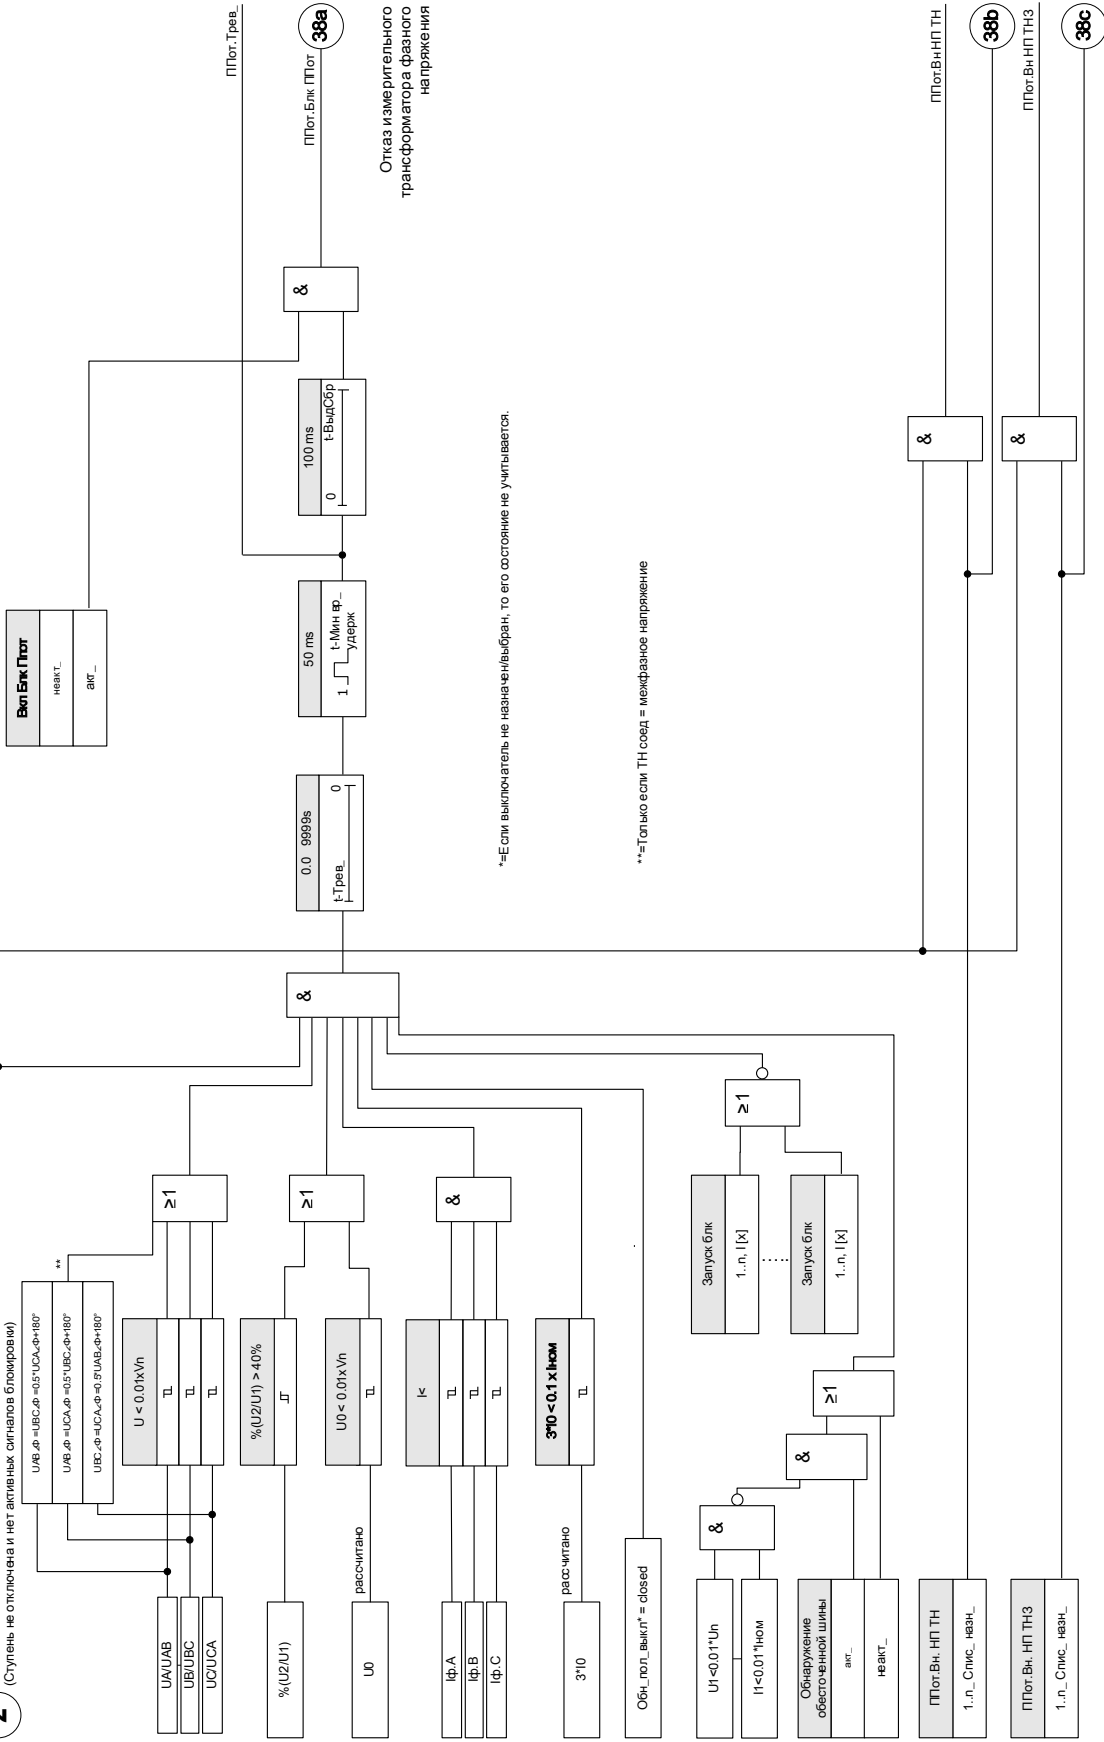 2
(Ступень не отключена и нет активных сигналов блокировки)
UAB∠Φ =UBC∠Φ =0.5*UCA∠Φ+180°
UAB∠Φ =UCA∠Φ =0.5*UBC∠Φ+180°
UBC∠Φ =UCA∠Φ =0.5*UAB∠Φ+180°
**
UA/UAB
UB/UBC
UC/UCA
U < 0.01xVn
≥1
%(U2/U1)
%(U2/U1) > 40%
U0
рассчитано
U0 < 0.01xVn
≥1
Iф.A
Iф.B
Iф.C
I<
&
3*I0
рассчитано
3*I0 < 0.1 x Iном
Обн_пол_выкл* = closed
U1<0.01*Un
I1<0.01*Iном
&
Обнаружение
обесточенной шины
акт_
неакт_
&
≥1
Запуск блк
1..n, I [x]
.....
Запуск блк
1..n, I [x]
≥1
&
0.0 9999s
t-Трев_
0
50 ms
1
t-Мин вр_
удерж
100 ms
0
t-ВыдСбр
Вкл Блк Ппот
неакт_
акт_
&
ППот.Трев_
ППот.Блк ППот
38a
Отказ измерительного
трансформатора фазного
напряжения
*=Если выключатель не назначен/выбран, то его состояние не учитывается.
**=Только если ТН соед = межфазное напряжение
ППот.Вн. НП ТН
1..n_ Спис_ назн_
&
ППот.Вн НП ТН
38b
ППот.Вн. НП ТНЗ
1..n_ Спис_ назн_
&
ППот.Вн НП ТНЗ
38c